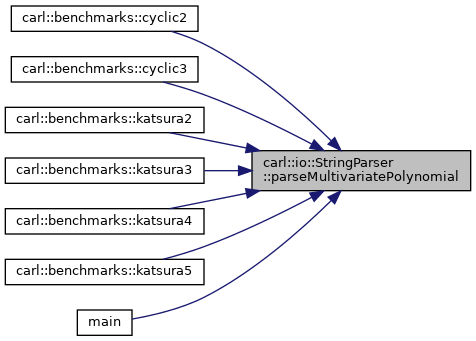 carl::benchmarks::cyclic2
carl::benchmarks::cyclic3
carl::benchmarks::katsura2
carl::benchmarks::katsura3
carl::benchmarks::katsura4
carl::benchmarks::katsura5
main
carl::io::StringParser
::parseMultivariatePolynomial